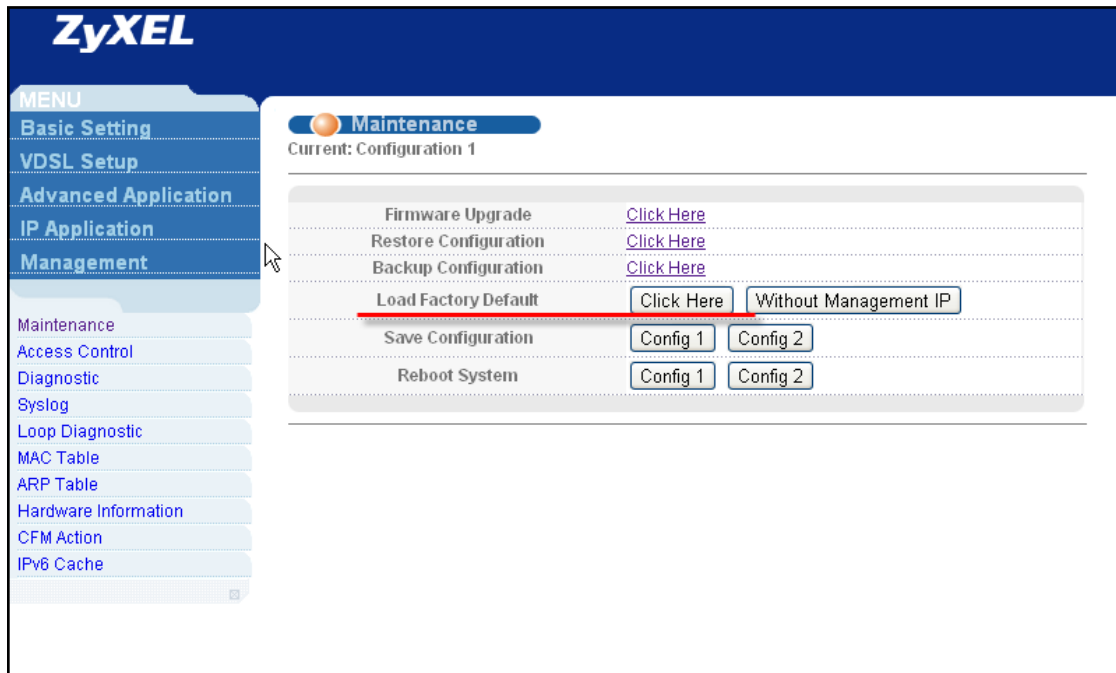 ZyXEL
MENU
Basic Setting
VDSL Setup
Advanced Application
IP Application
Management
Maintenance
Access Control
Diagnostic
Syslog
Loop Diagnostic
MAC Table
ARP Table
Hardware Information
CFM Action
IPv6 Cache
Maintenance
Current: Configuration 1
Firmware Upgrade Click Here
Restore Configuration Click Here
Backup Configuration Click Here
Load Factory Default Click Here Without Management IP
Save Configuration Config 1 Config 2
Reboot System Config 1 Config 2